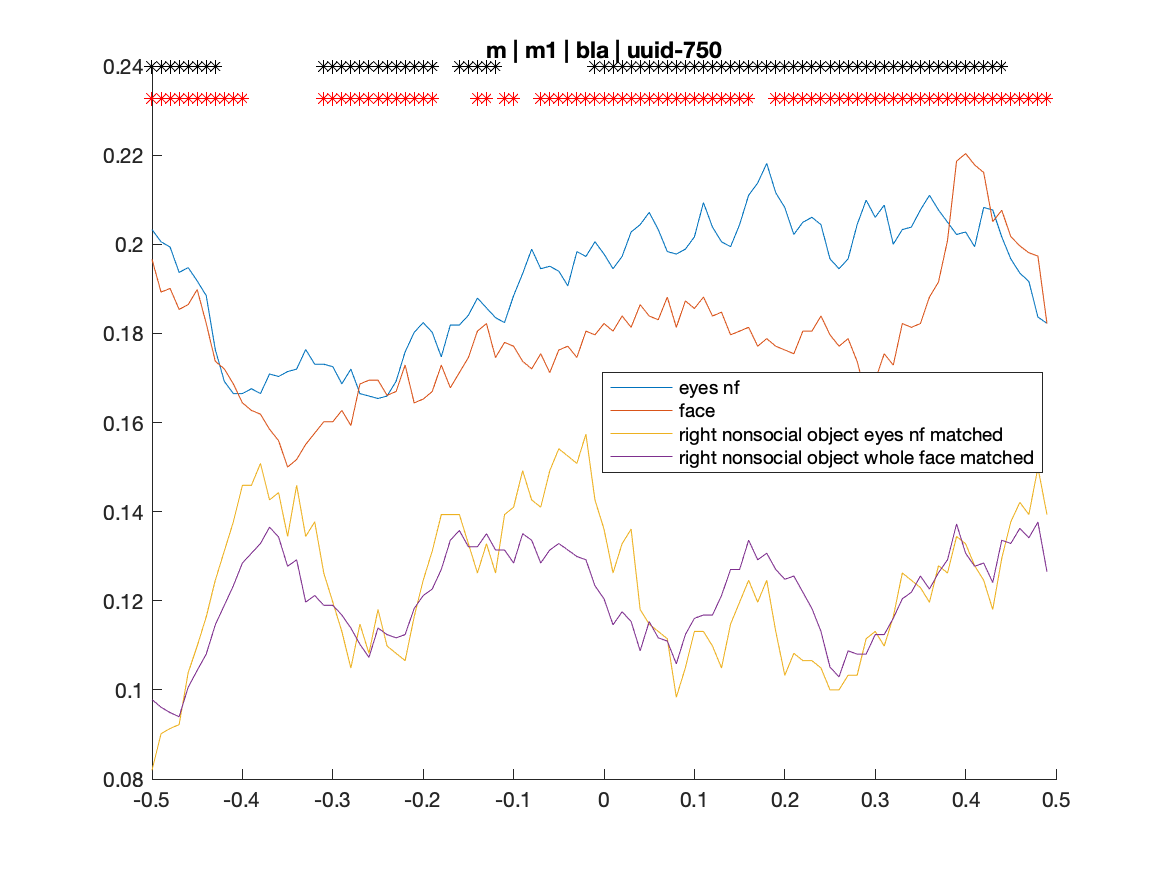 m | m1 | bla | uuid-750
0.24
0.22
0.2
0.18
0.16
0.14
0.12
0.1
0.08
eyes nf
face
right nonsocial object eyes nf matched
right nonsocial object whole face matched
-0.5 -0.4 -0.3 -0.2 -0.1 0 0.1 0.2 0.3 0.4 0.5